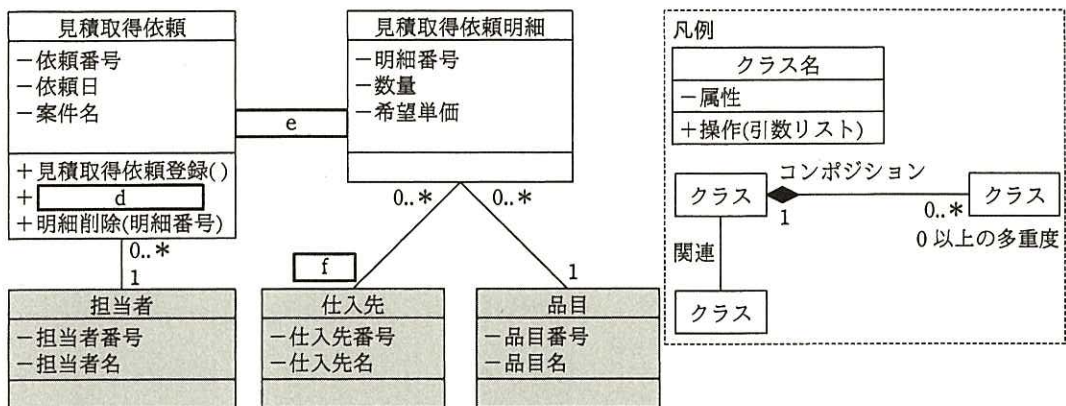 見積取得依頼
－依頼番号
－依頼日
－案件名
＋見積取得依頼登録()
＋ d
＋明細削除(明細番号)
e
見積取得依頼明細
－明細番号
－数量
－希望単価
0..＊
1
0..＊
0..＊
f
1
担当者
－担当者番号
－担当者名
仕入先
－仕入先番号
－仕入先名
品目
－品目番号
－品目名
凡例
クラス名
－属性
＋操作(引数リスト)
コンポジション
クラス
1
0..＊
クラス
0 以上の多重度
関連
クラス